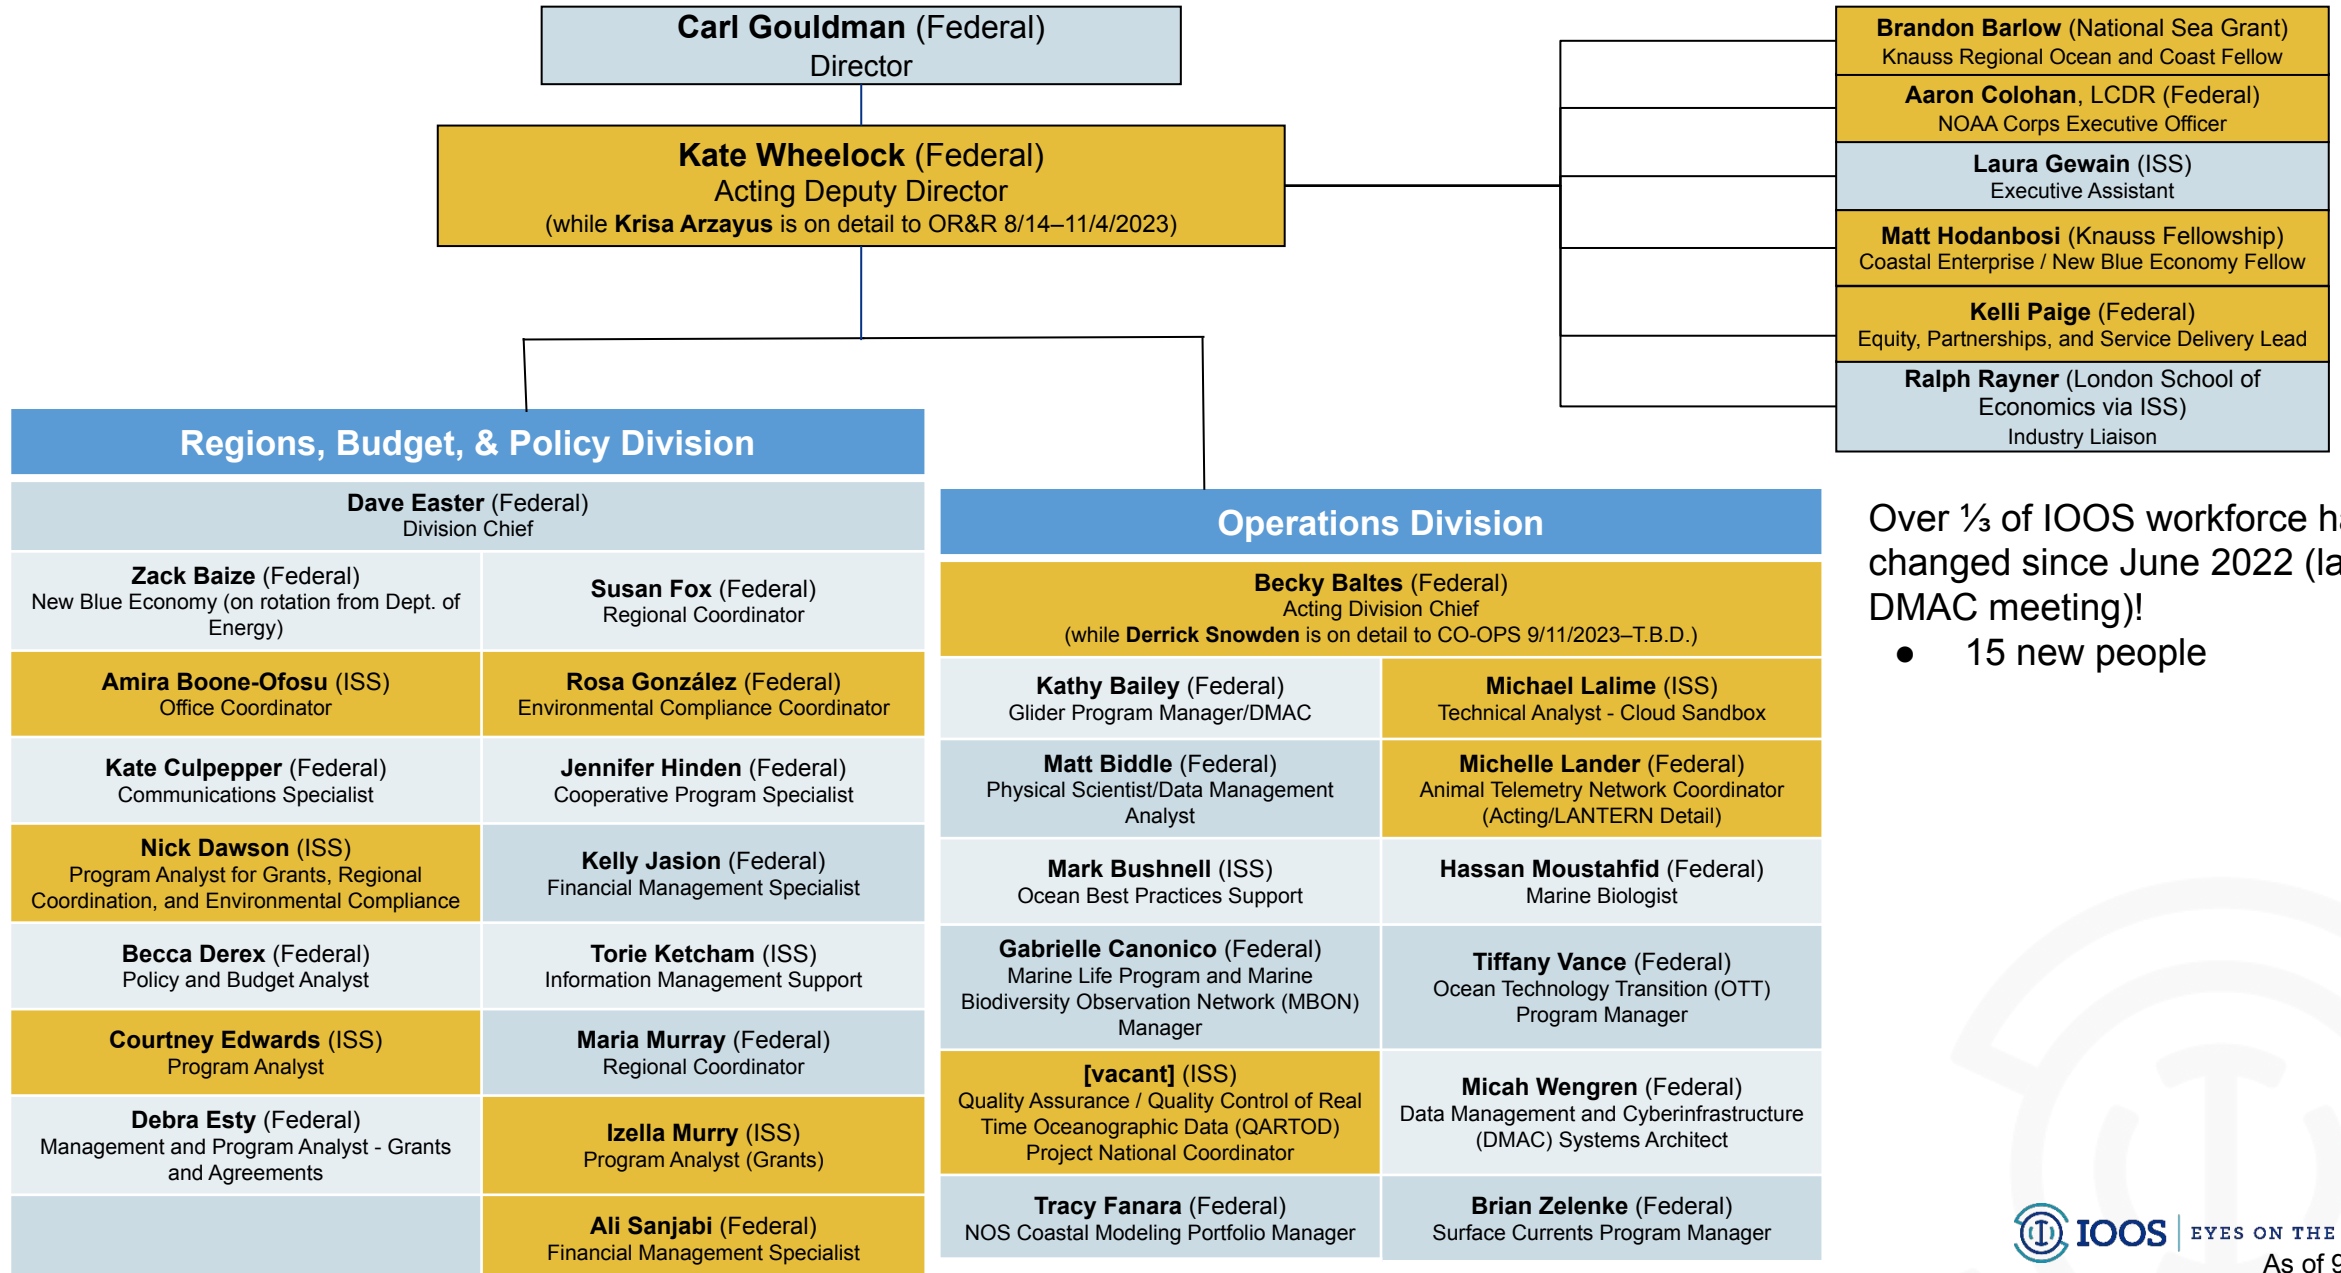 Carl Gouldman (Federal)
Director
Kate Wheelock (Federal)
Acting Deputy Director
(while Krisa Arzayus is on detail to OR&R 8/14–11/4/2023)
Brandon Barlow (National Sea Grant)
Knauss Regional Ocean and Coast Fellow
Aaron Colohan, LCDR (Federal)
NOAA Corps Executive Officer
Laura Gewain (ISS)
Executive Assistant
Matt Hodanbosi (Knauss Fellowship)
Coastal Enterprise / New Blue Economy Fellow
Kelli Paige (Federal)
Equity, Partnerships, and Service Delivery Lead
Ralph Rayner (London School of
Economics via ISS)
Industry Liaison
Regions, Budget, & Policy Division
Dave Easter (Federal)
Division Chief
Zack Baize (Federal)
New Blue Economy (on rotation from Dept. of
Energy)
Susan Fox (Federal)
Regional Coordinator
Amira Boone-Ofosu (ISS)
Office Coordinator
Rosa González (Federal)
Environmental Compliance Coordinator
Kate Culpepper (Federal)
Communications Specialist
Jennifer Hinden (Federal)
Cooperative Program Specialist
Nick Dawson (ISS)
Program Analyst for Grants, Regional
Coordination, and Environmental Compliance
Kelly Jasion (Federal)
Financial Management Specialist
Becca Derex (Federal)
Policy and Budget Analyst
Torie Ketcham (ISS)
Information Management Support
Courtney Edwards (ISS)
Program Analyst
Maria Murray (Federal)
Regional Coordinator
Debra Esty (Federal)
Management and Program Analyst - Grants
and Agreements
Izella Murry (ISS)
Program Analyst (Grants)
Ali Sanjabi (Federal)
Financial Management Specialist
Operations Division
Becky Baltes (Federal)
Acting Division Chief
(while Derrick Snowden is on detail to CO-OPS 9/11/2023–T.B.D.)
Kathy Bailey (Federal)
Glider Program Manager/DMAC
Michael Lalime (ISS)
Technical Analyst - Cloud Sandbox
Matt Biddle (Federal)
Physical Scientist/Data Management
Analyst
Michelle Lander (Federal)
Animal Telemetry Network Coordinator
(Acting/LANTERN Detail)
Mark Bushnell (ISS)
Ocean Best Practices Support
Hassan Moustahfid (Federal)
Marine Biologist
Gabrielle Canonico (Federal)
Marine Life Program and Marine
Biodiversity Observation Network (MBON)
Manager
Tiffany Vance (Federal)
Ocean Technology Transition (OTT)
Program Manager
[vacant] (ISS)
Quality Assurance / Quality Control of Real
Time Oceanographic Data (QARTOD)
Project National Coordinator
Micah Wengren (Federal)
Data Management and Cyberinfrastructure
(DMAC) Systems Architect
Tracy Fanara (Federal)
NOS Coastal Modeling Portfolio Manager
Brian Zelenke (Federal)
Surface Currents Program Manager
Over ⅓ of IOOS workforce
changed since June 2022
DMAC meeting)!
● 15 new people
IOOS EYES ON THE
As of